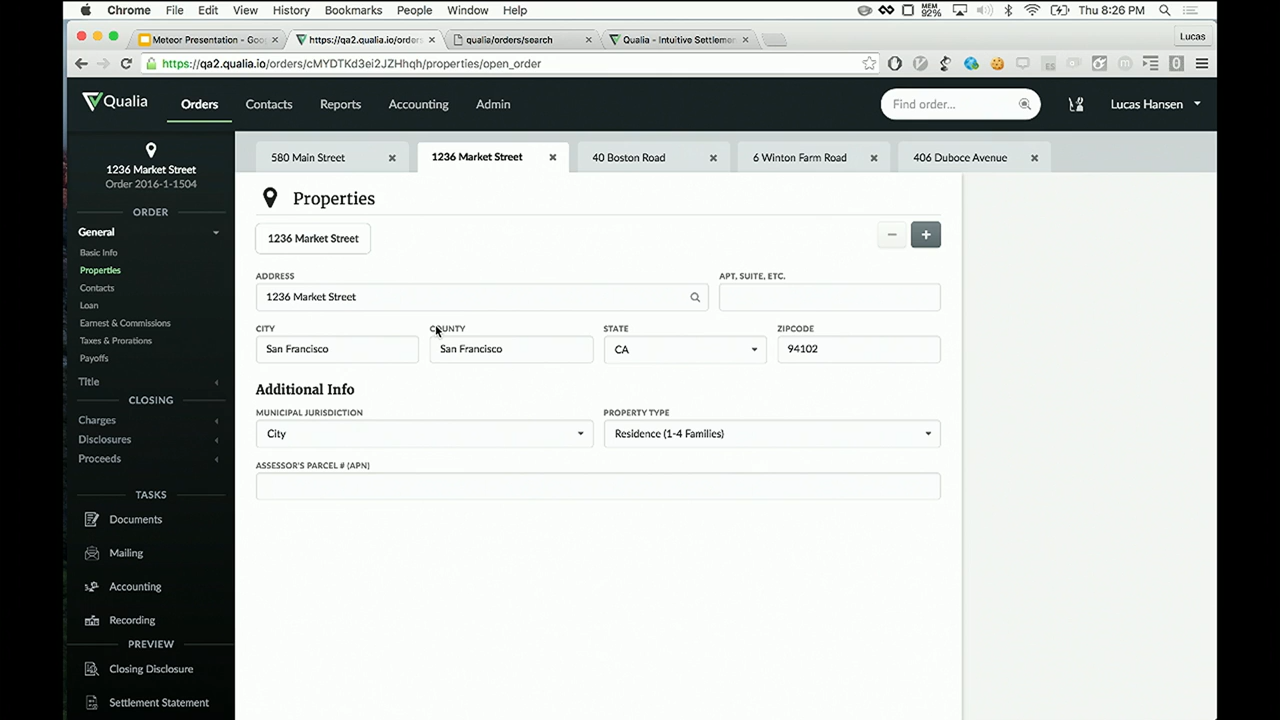 Chrome File Edit View History Bookmarks People Window Help MEM 92% Thu 8:26 PM
Meteor Presentation - Goo https://qa2.qualia.io/order qualia/orders/search Qualia - Intuitive Settlemen Lucas
https://qa2.qualia.io/orders/cMYDTKd3ei2JZHhqh/properties/open_order
Qualia Orders Contacts Reports Accounting Admin Find order... Lucas Hansen
580 Main Street 1236 Market Street 40 Boston Road 6 Winton Farm Road 406 Duboce Avenue
1236 Market Street
Order 2016-1-1504
ORDER
General
Basic Info
Properties
Contacts
Loan
Earnest & Commissions
Taxes & Prorations
Payoffs
Title
CLOSING
Charges
Disclosures
Proceeds
TASKS
Documents
Mailing
Accounting
Recording
PREVIEW
Closing Disclosure
Settlement Statement
Properties
1236 Market Street
ADDRESS APT, SUITE, ETC.
1236 Market Street
CITY COUNTY STATE ZIPCODE
San Francisco San Francisco CA 94102
Additional Info
MUNICIPAL JURISDICTION PROPERTY TYPE
City Residence (1-4 Families)
ASSESSOR'S PARCEL # (APN)